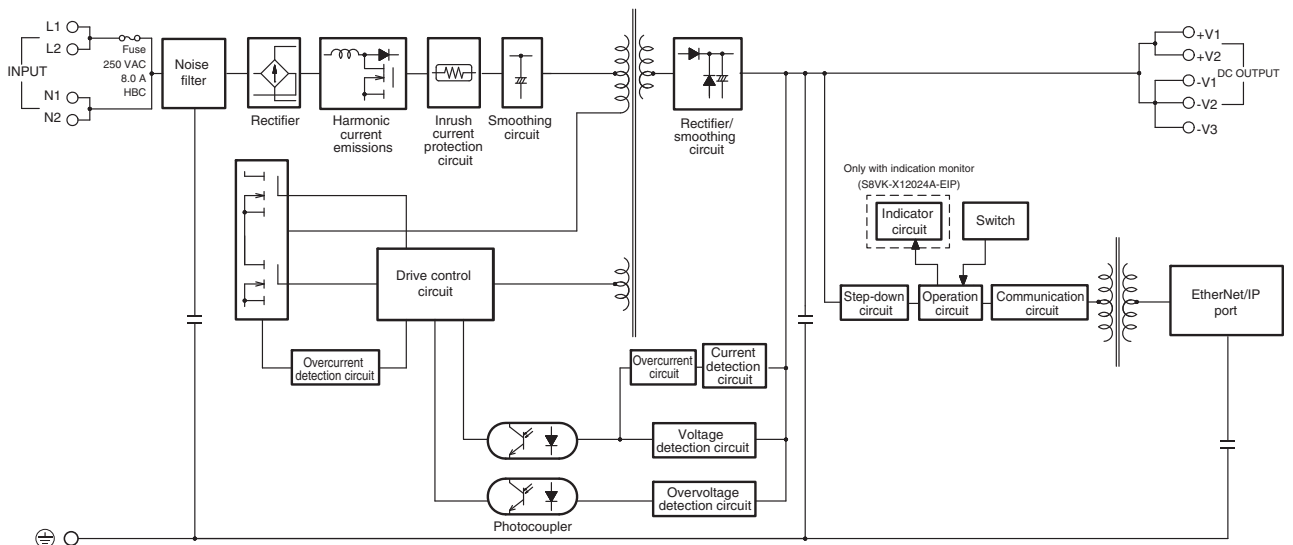 L1
L2
INPUT
N1
N2
Fuse
250 VAC
8.0 A
HBC
Noise
filter
Rectifier
Harmonic
current
emissions
Inrush
current
protection
circuit
Smoothing
circuit
Rectifier/
smoothing
circuit
+V1
+V2
-V1
DC OUTPUT
-V2
-V3
Only with indication monitor
(S8VK-X12024A-EIP)
Indicator
circuit
Switch
Drive control
circuit
Step-down
circuit
Operation
circuit
Communication
circuit
EtherNet/IP
port
Overcurrent
detection circuit
Overcurrent
circuit
Current
detection
circuit
Voltage
detection circuit
Overvoltage
detection circuit
Photocoupler